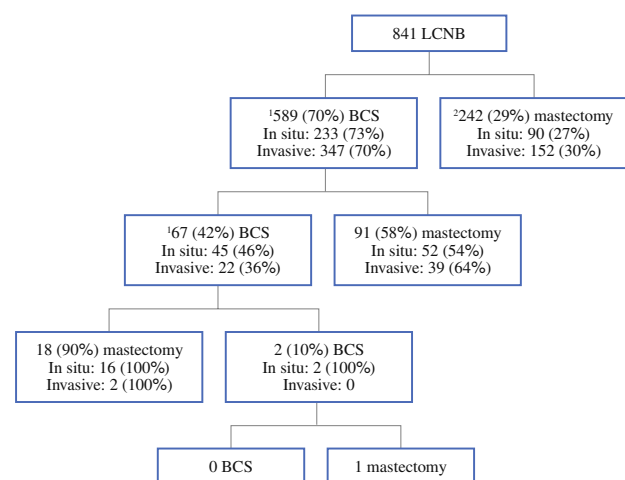 841 LCNB
¹589 (70%) BCS
In situ: 233 (73%)
Invasive: 347 (70%)
²242 (29%) mastectomy
In situ: 90 (27%)
Invasive: 152 (30%)
¹67 (42%) BCS
In situ: 45 (46%)
Invasive: 22 (36%)
91 (58%) mastectomy
In situ: 52 (54%)
Invasive: 39 (64%)
18 (90%) mastectomy
In situ: 16 (100%)
Invasive: 2 (100%)
2 (10%) BCS
In situ: 2 (100%)
Invasive: 0
0 BCS
1 mastectomy